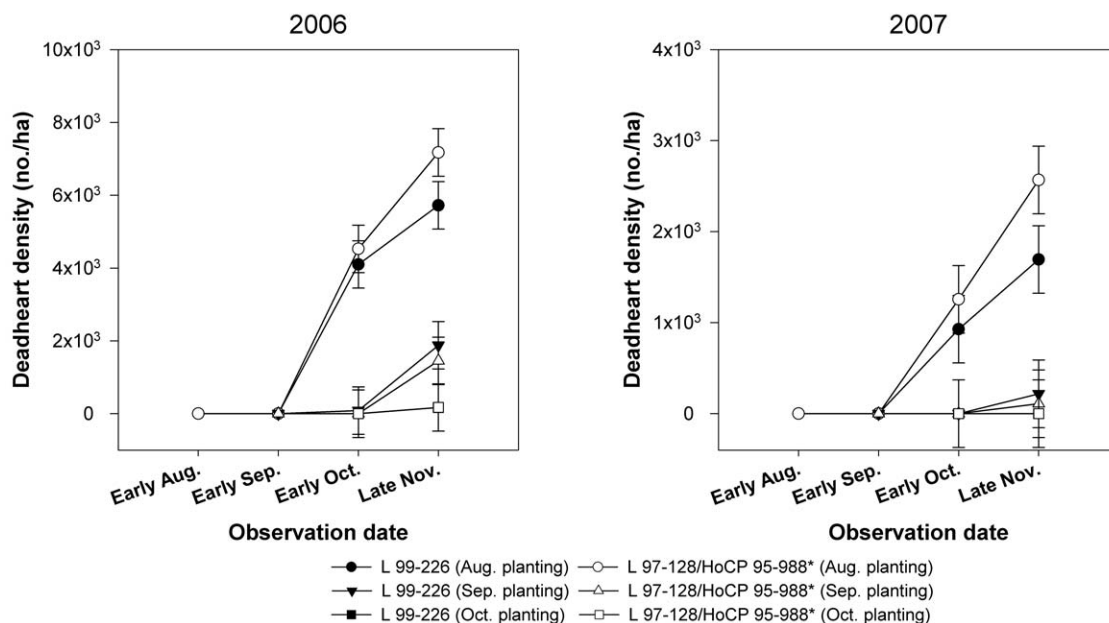 2006
10x10³
8x10³
6x10³
4x10³
2x10³
0
Deadheart density (no./ha)
Early Aug.
Early Sep.
Early Oct.
Late Nov.
Observation date
2007
4x10³
3x10³
2x10³
1x10³
0
Deadheart density (no./ha)
Early Aug.
Early Sep.
Early Oct.
Late Nov.
Observation date
L 99-226 (Aug. planting)
L 97-128/HoCP 95-988* (Aug. planting)
L 99-226 (Sep. planting)
L 97-128/HoCP 95-988* (Sep. planting)
L 99-226 (Oct. planting)
L 97-128/HoCP 95-988* (Oct. planting)